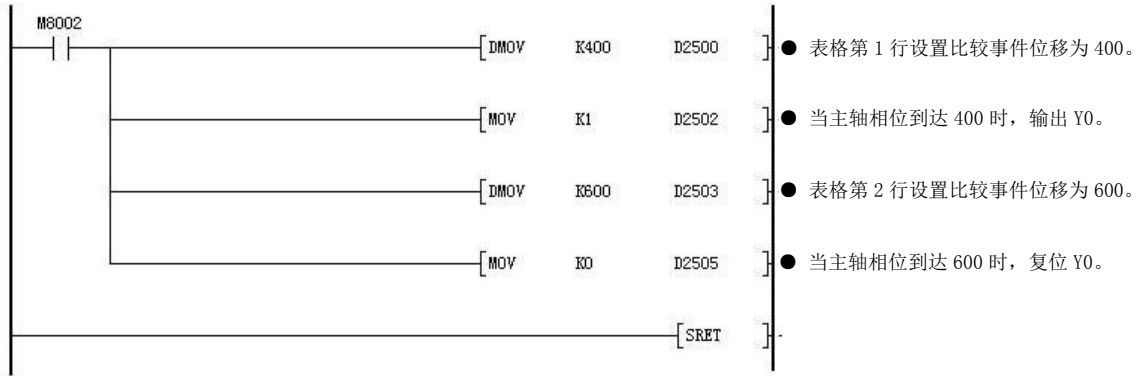 M8002
DMOV K400 D2500 ● 表格第 1 行设置比较事件位移为 400。
MOV K1 D2502 ● 当主轴相位到达 400 时，输出 Y0。
DMOV K600 D2503 ● 表格第 2 行设置比较事件位移为 600。
MOV K0 D2505 ● 当主轴相位到达 600 时，复位 Y0。
SRET